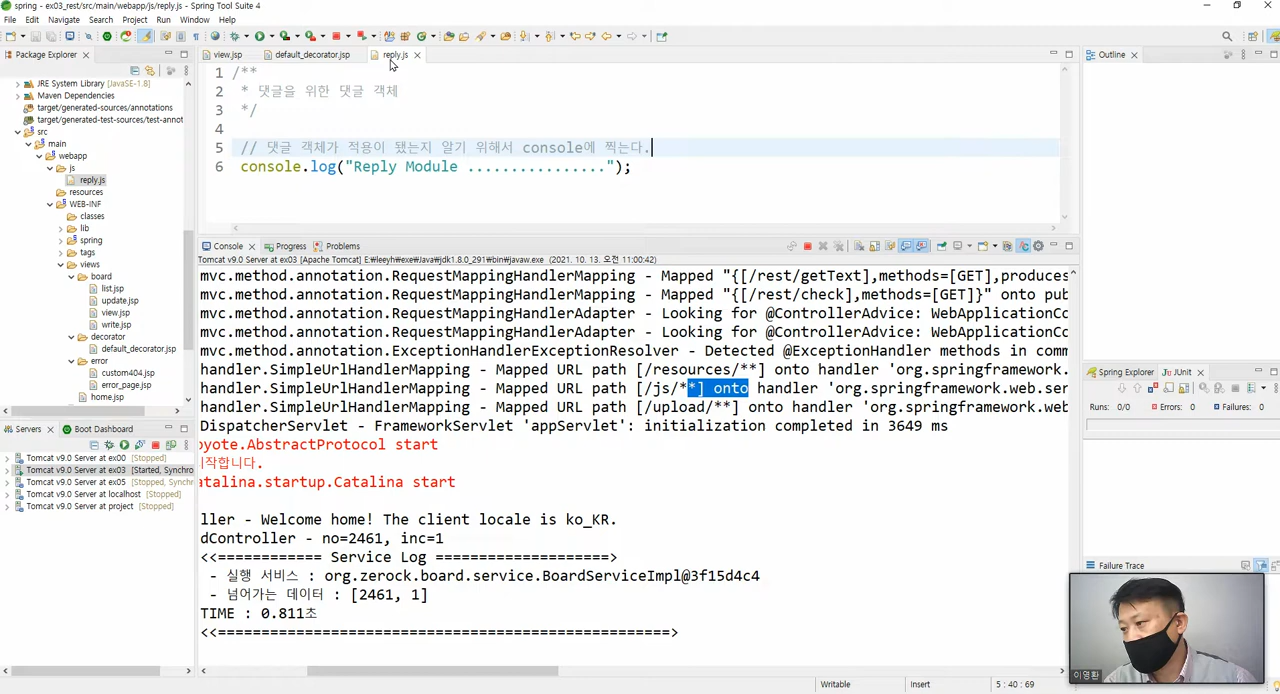 spring - ex03_rest/src/main/webapp/js/reply.js - Spring Tool Suite 4
File Edit Navigate Search Project Run Window Help
Package Explorer
JRE System Library [JavaSE-1.8]
Maven Dependencies
target/generated-sources/annotations
target/generated-test-sources/test-annot
src
main
webapp
js
reply.js
resources
WEB-INF
classes
lib
spring
tags
views
board
list.jsp
update.jsp
view.jsp
write.jsp
decorator
default_decorator.jsp
error
custom404.jsp
error_page.jsp
home.jsp
Servers Boot Dashboard
Tomcat v9.0 Server at ex00 [Stopped]
Tomcat v9.0 Server at ex03 [Started, Synchro
Tomcat v9.0 Server at ex05 [Stopped, Synchro
Tomcat v9.0 Server at localhost [Stopped]
Tomcat v9.0 Server at project [Stopped]
view.jsp default_decorator.jsp reply.js
1 /**
2 * 댓글을 위한 댓글 객체
3 */
4
5 // 댓글 객체가 적용이 됐는지 알기 위해서 console에 찍는다.
6 console.log("Reply Module ................");
Console Progress Problems
Tomcat v9.0 Server at ex03 [Apache Tomcat] E:\leeyh\exe\Java\jdk1.8.0_291\bin\javaw.exe (2021. 10. 13. 오전 11:00:42)
mvc.method.annotation.RequestMappingHandlerMapping - Mapped "{[/rest/getText],methods=[GET],produces
mvc.method.annotation.RequestMappingHandlerMapping - Mapped "{[/rest/check],methods=[GET]}" onto pub
mvc.method.annotation.RequestMappingHandlerAdapter - Looking for @ControllerAdvice: WebApplicationCo
mvc.method.annotation.RequestMappingHandlerAdapter - Looking for @ControllerAdvice: WebApplicationCo
mvc.method.annotation.ExceptionHandlerExceptionResolver - Detected @ExceptionHandler methods in comm
handler.SimpleUrlHandlerMapping - Mapped URL path [/resources/**] onto handler 'org.springframework.
handler.SimpleUrlHandlerMapping - Mapped URL path [/js/**] onto handler 'org.springframework.web.ser
handler.SimpleUrlHandlerMapping - Mapped URL path [/upload/**] onto handler 'org.springframework.web
DispatcherServlet - FrameworkServlet 'appServlet': initialization completed in 3649 ms
oyote.AbstractProtocol start
시작합니다.
atalina.startup.Catalina start
ller - Welcome home! The client locale is ko_KR.
dController - no=2461, inc=1
<<============ Service Log ====================>
- 실행 서비스 : org.zerock.board.service.BoardServiceImpl@3f15d4c4
- 넘어가는 데이터 : [2461, 1]
TIME : 0.811초
<<====================================================>
Outline
Spring Explorer JUnit
Runs: 0/0 Errors: 0 Failures: 0
Failure Trace
이영환
Writable Insert 5 : 40 : 69